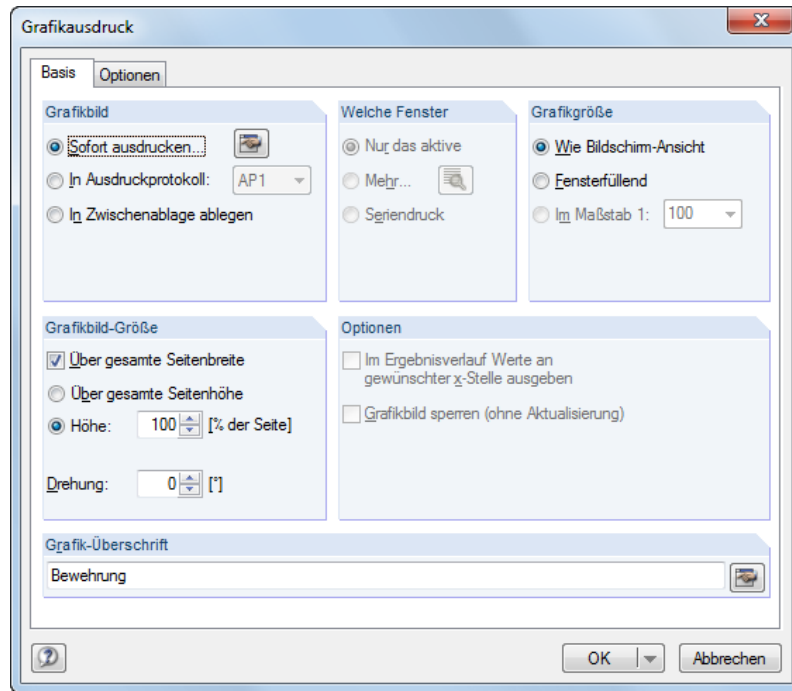 Grafikausdruck
Basis
Optionen
Grafikbild
Sofort ausdrucken...
In Ausdruckprotokoll:
AP1
In Zwischenablage ablegen
Welche Fenster
Nur das aktive
Mehr...
Seriendruck
Grafikgröße
Wie Bildschirm-Ansicht
Fensterfüllend
Im Maßstab 1:
100
Grafikbild-Größe
Über gesamte Seitenbreite
Über gesamte Seitenhöhe
Höhe:
100
[% der Seite]
Drehung:
0
[°]
Optionen
Im Ergebnisverlauf Werte an
gewünschter x-Stelle ausgeben
Grafikbild sperren (ohne Aktualisierung)
Grafik-Überschrift
Bewehrung
OK
Abbrechen